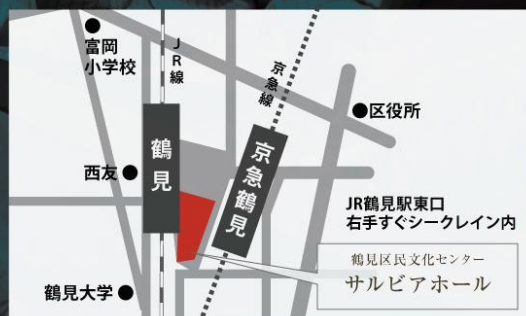 富岡
小学校
JR線
京急線
区役所
鶴見
京急鶴見
西友
JR鶴見駅東口
右手すぐシークレイン内
鶴見区民文化センター
サルビアホール
鶴見大学